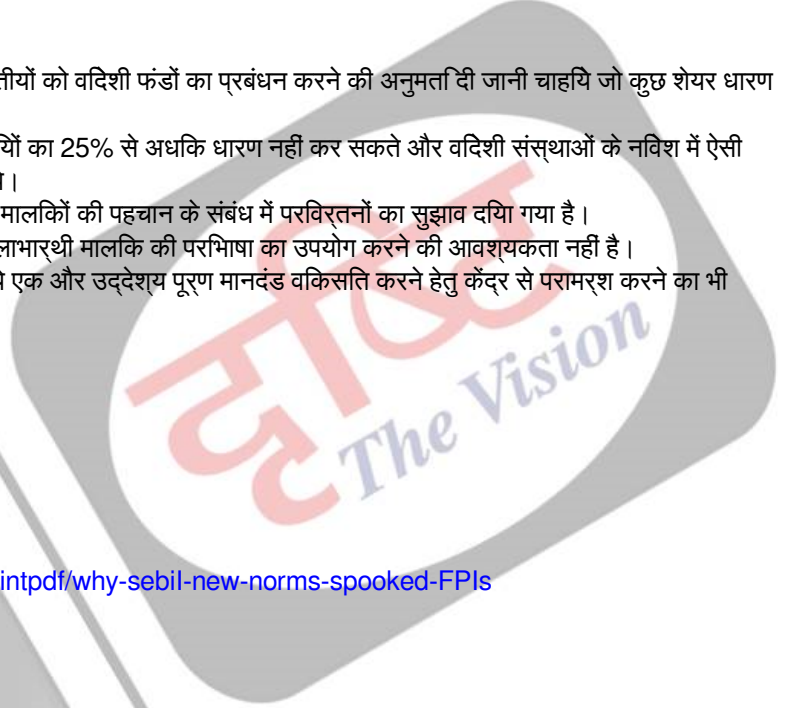 तीयों को विदेशी फंडों का प्रबंधन करने की अनुमति दी जानी चाहिये जो कुछ शेयर धारण
यों का 25% से अधिक धारण नहीं कर सकते और विदेशी संस्थाओं के निवेश में ऐसी
।
मालिकों की पहचान के संबंध में परिवर्तनों का सुझाव दिया गया है।
लाभार्थी मालिक की परिभाषा का उपयोग करने की आवश्यकता नहीं है।
एक और उद्देश्य पूर्ण मानदंड विकसित करने हेतु केंद्र से परामर्श करने का भी
दृष्टि
The Vision
intpdf/why-sebil-new-norms-spooked-FPIs